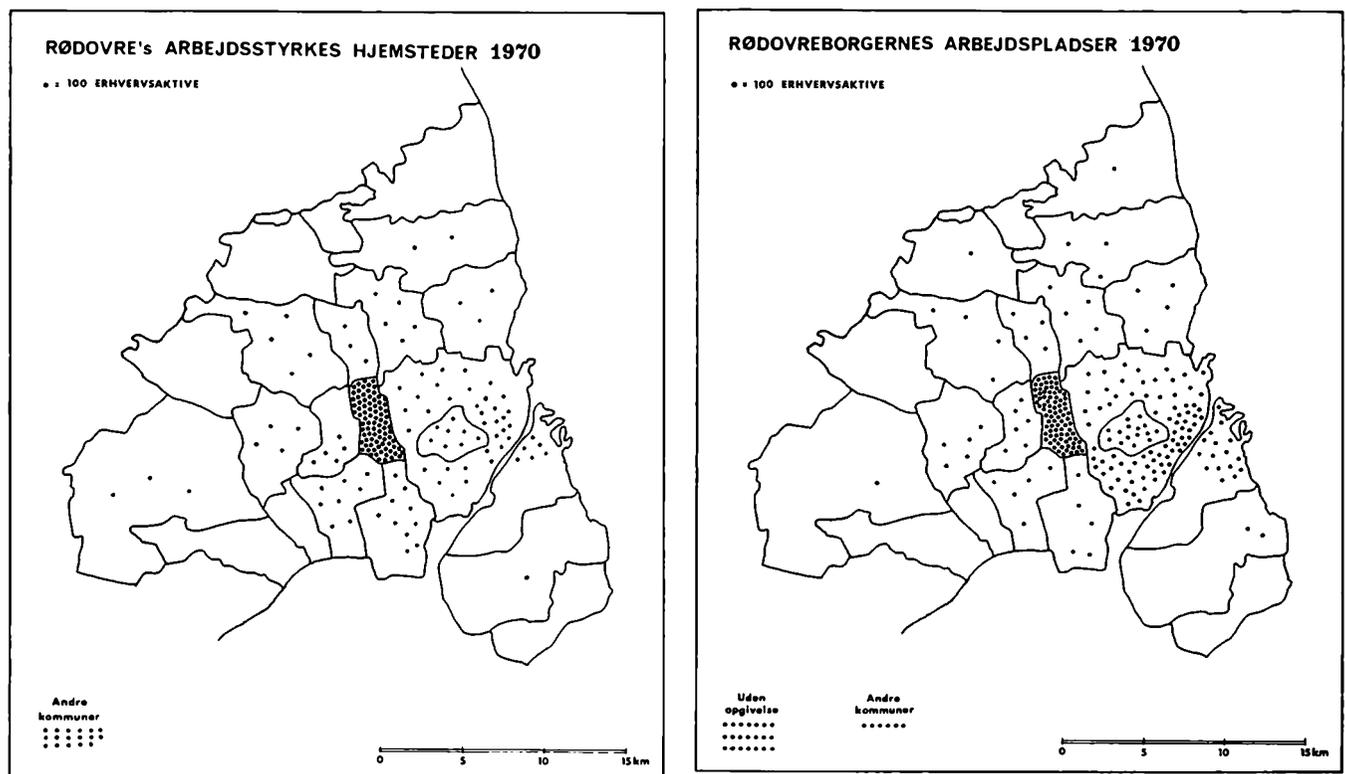 RØDOVRE's ARBEJDSSTYRKES HJEMSTEDER 1970
• = 100 ERHVERVSAKTIVE
Andre
kommuner
0 5 10 15km
RØDOVREBORGERNES ARBEJDSPLADSER 1970
• = 100 ERHVERVSAKTIVE
Uden
opgivelse
Andre
kommuner
0 5 10 15km